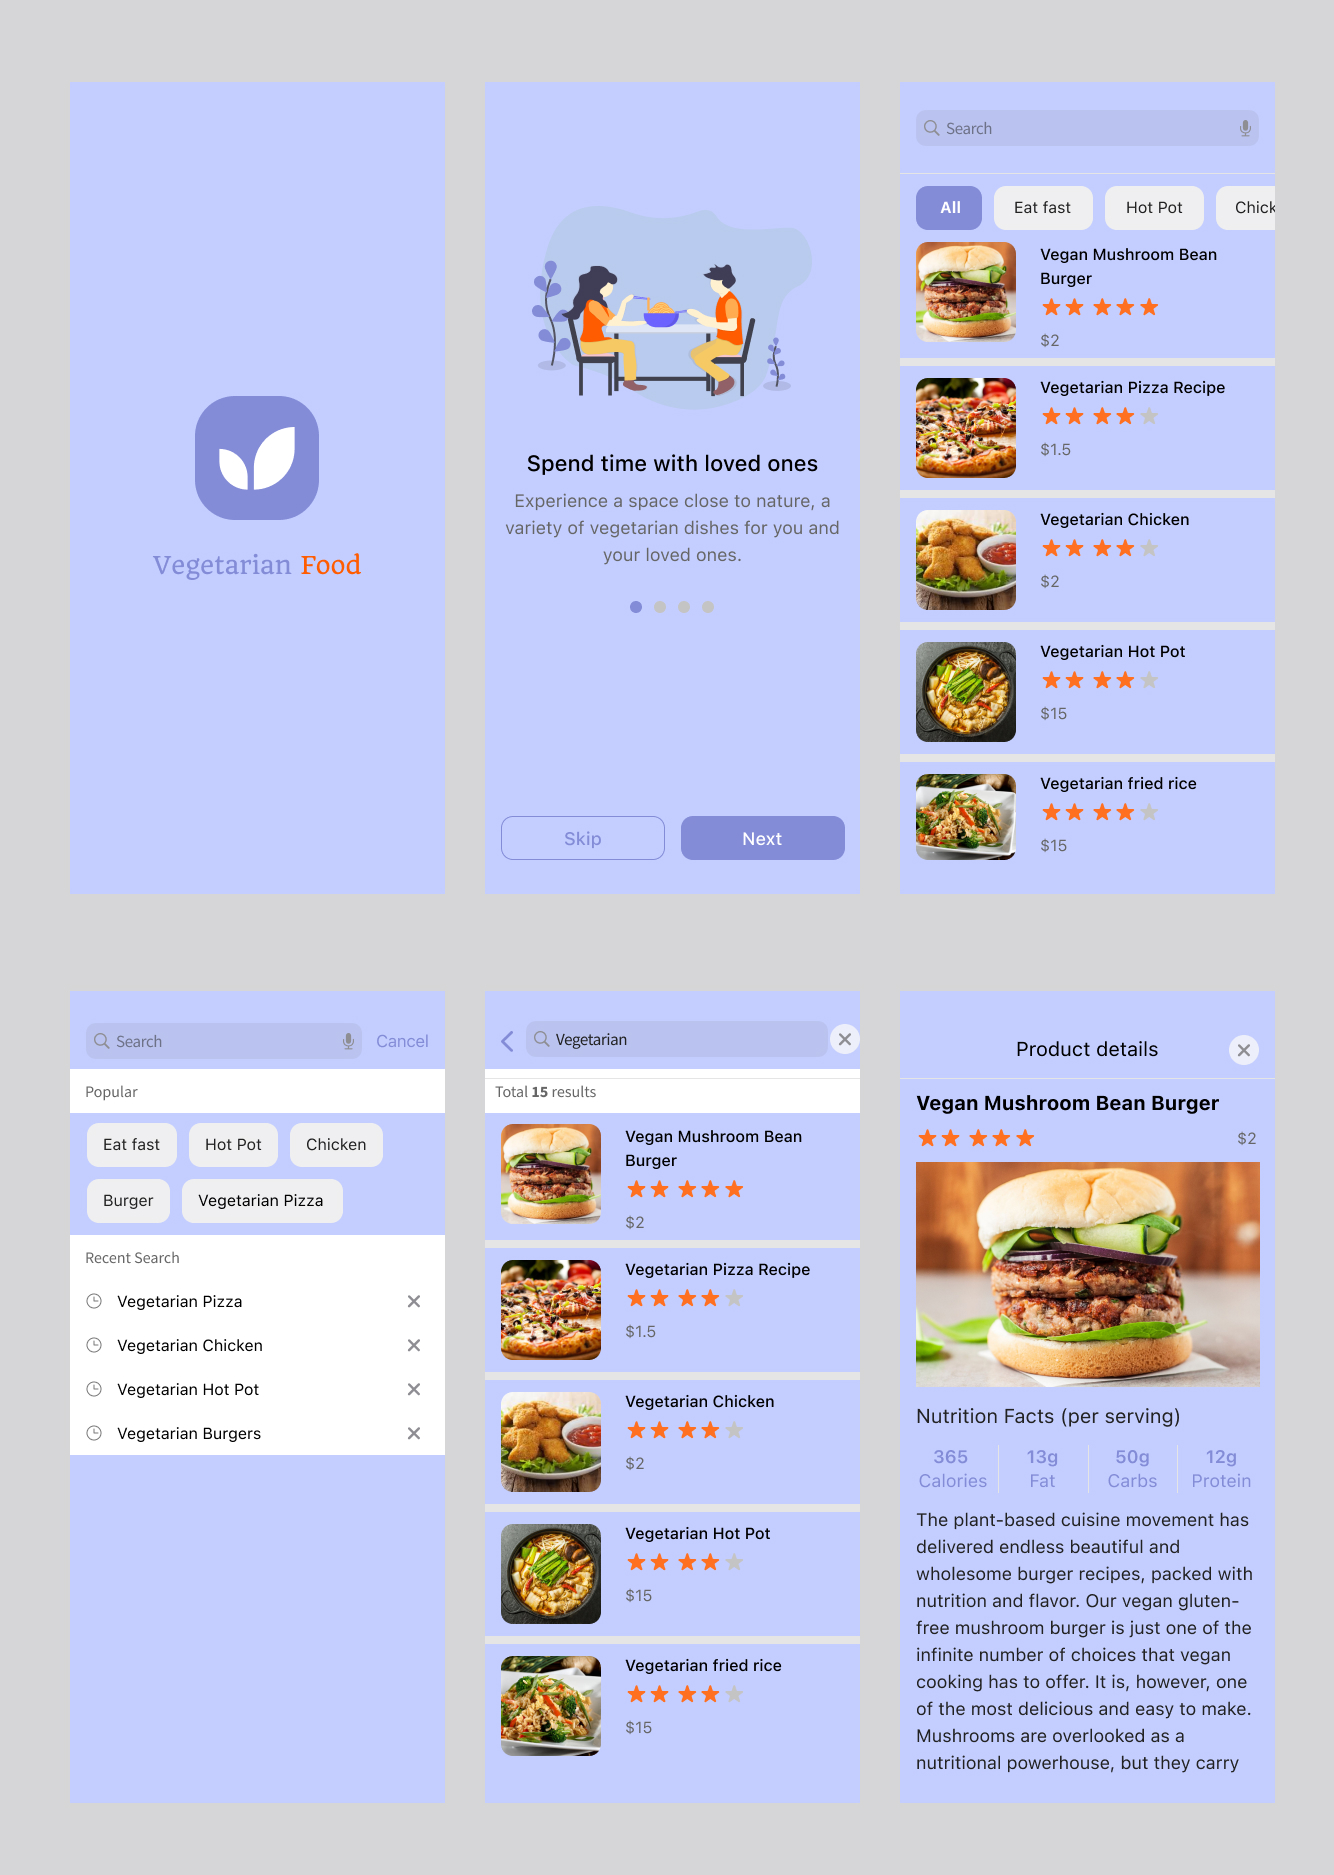 Vegetarian Food
Spend time with loved ones
Experience a space close to nature, a
variety of vegetarian dishes for you and
your loved ones.
Skip
Next
Search
All
Eat fast
Hot Pot
Chick
Vegan Mushroom Bean
Burger
$2
Vegetarian Pizza Recipe
$1.5
Vegetarian Chicken
$2
Vegetarian Hot Pot
$15
Vegetarian fried rice
$15
Search
Cancel
Popular
Eat fast
Hot Pot
Chicken
Burger
Vegetarian Pizza
Recent Search
Vegetarian Pizza
Vegetarian Chicken
Vegetarian Hot Pot
Vegetarian Burgers
Vegetarian
Total 15 results
Vegan Mushroom Bean
Burger
$2
Vegetarian Pizza Recipe
$1.5
Vegetarian Chicken
$2
Vegetarian Hot Pot
$15
Vegetarian fried rice
$15
Product details
Vegan Mushroom Bean Burger
$2
Nutrition Facts (per serving)
365 13g 50g 12g
Calories Fat Carbs Protein
The plant-based cuisine movement has
delivered endless beautiful and
wholesome burger recipes, packed with
nutrition and flavor. Our vegan gluten-
free mushroom burger is just one of the
infinite number of choices that vegan
cooking has to offer. It is, however, one
of the most delicious and easy to make.
Mushrooms are overlooked as a
nutritional powerhouse, but they carry